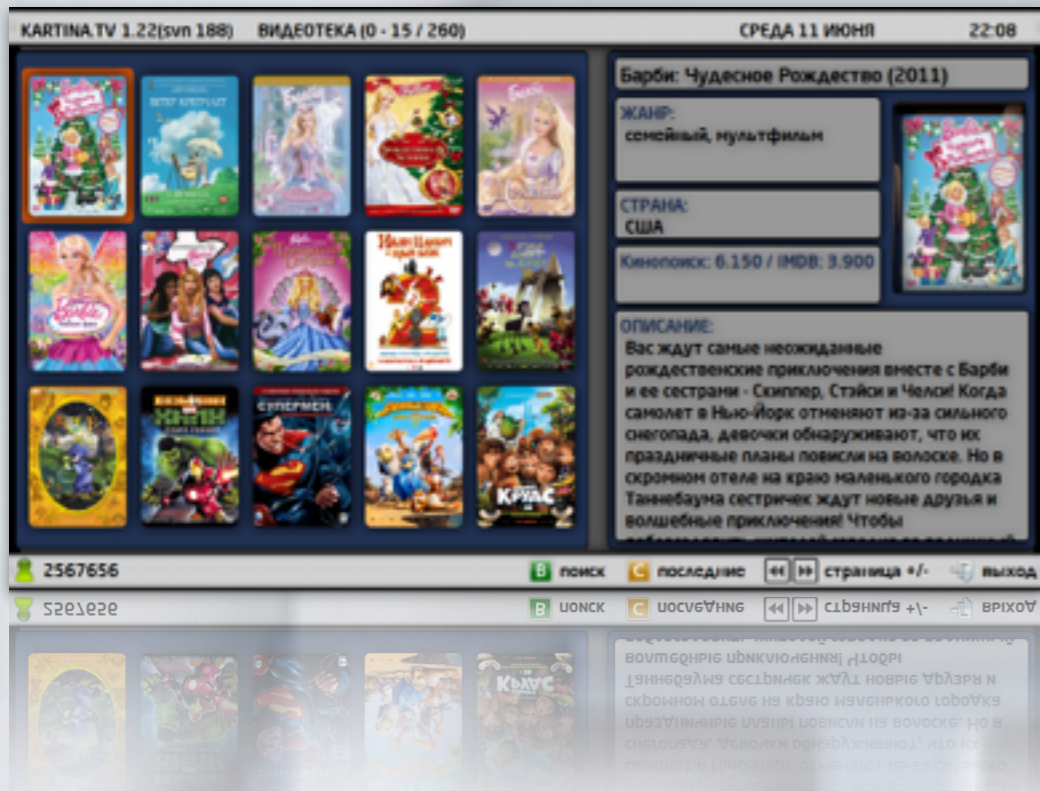 KARTINA.TV 1.22(svn 188) ВИДЕОТЕКА (0 - 15 / 260) СРЕДА 11 ИЮНЯ 22:08
Барби: Чудесное Рождество (2011)
ЖАНР:
семейный, мультфильм
СТРАНА:
США
Кинопоиск: 6.150 / IMDB: 3.900
ОПИСАНИЕ:
Вас ждут самые неожиданные
рождественские приключения вместе с Барби
и ее сестрами - Скиппер, Стэйси и Челси! Когда
самолет в Нью-Йорк отменяют из-за сильного
снегопада, девочки обнаруживают, что их
праздничные планы повисли на волоске. Но в
скромном отеле на краю маленького городка
Таннебаума сестричек ждут новые друзья и
волшебные приключения! Чтобы
Barbie
СУПЕРМЕН
КРУДС
2567656 B поиск C последние страница +/- выход